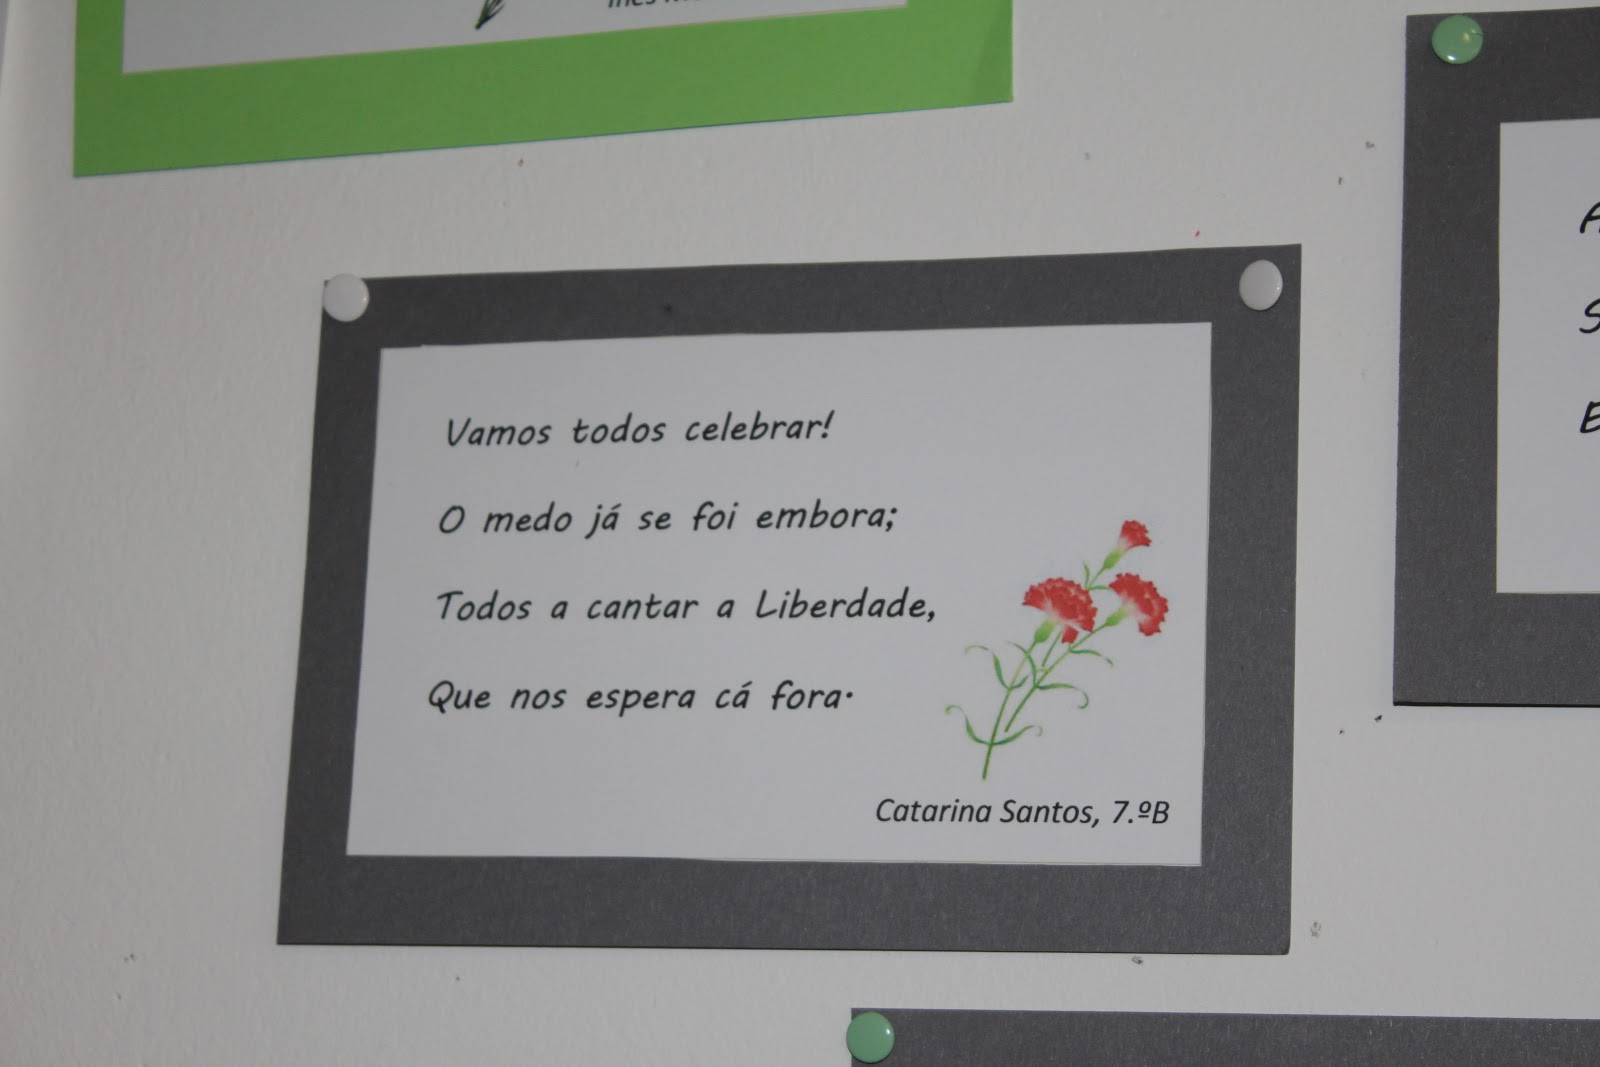 Vamos todos celebrar!
O medo já se foi embora;
Todos a cantar a Liberdade,
Que nos espera cá fora.
Catarina Santos, 7.ºB